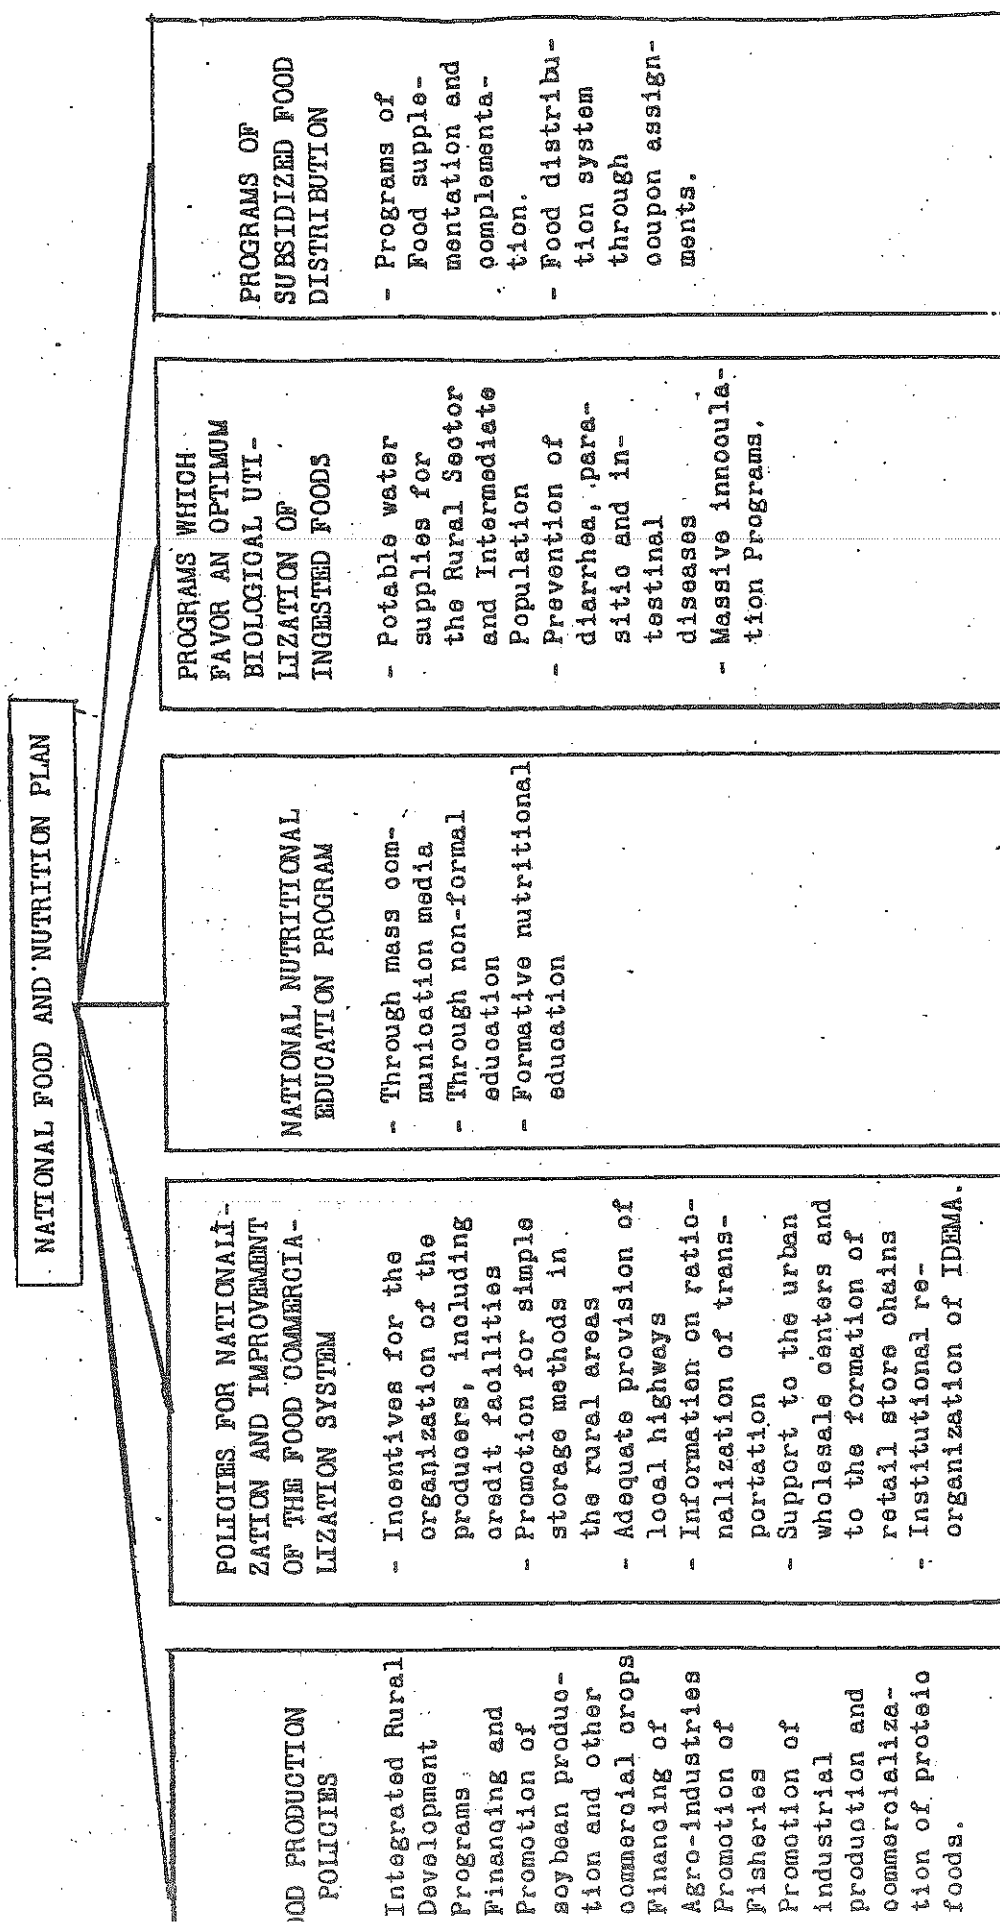 NATIONAL FOOD AND NUTRITION PLAN
OOD PRODUCTION
POLICIES
Integrated Rural
Development
Programs
Financing and
Promotion of
soybean produc-
tion and other
commercial crops
Financing of
Agro-industries
Promotion of
Fisheries
Promotion of
industrial
production and
commercializa-
tion of proteic
foods.
POLICIES FOR NATIONALI-
ZATION AND IMPROVEMENT
OF THE FOOD COMMERCIA-
LIZATION SYSTEM
- Incentives for the
organization of the
producers, including
credit facilities
- Promotion for simple
storage methods in
the rural areas
- Adequate provision of
local highways
- Information on ratio-
nalization of trans-
portation
- Support to the urban
wholesale centers and
to the formation of
retail store chains
- Institutional re-
organization of IDEMA.
NATIONAL NUTRITIONAL
EDUCATION PROGRAM
- Through mass com-
munication media
- Through non-formal
education
- Formative nutritional
education
PROGRAMS WHICH
FAVOR AN OPTIMUM
BIOLOGICAL UTI-
LIZATION OF
INGESTED FOODS
- Potable water
supplies for
the Rural Sector
and Intermediate
Population
- Prevention of
diarrhea, para-
sitic and in-
testinal
diseases
- Massive innocula-
tion Programs.
PROGRAMS OF
SUBSIDIZED FOOD
DISTRIBUTION
- Programs of
Food supple-
mentation and
complementa-
tion.
- Food distribu-
tion system
through
coupon assign-
ments.